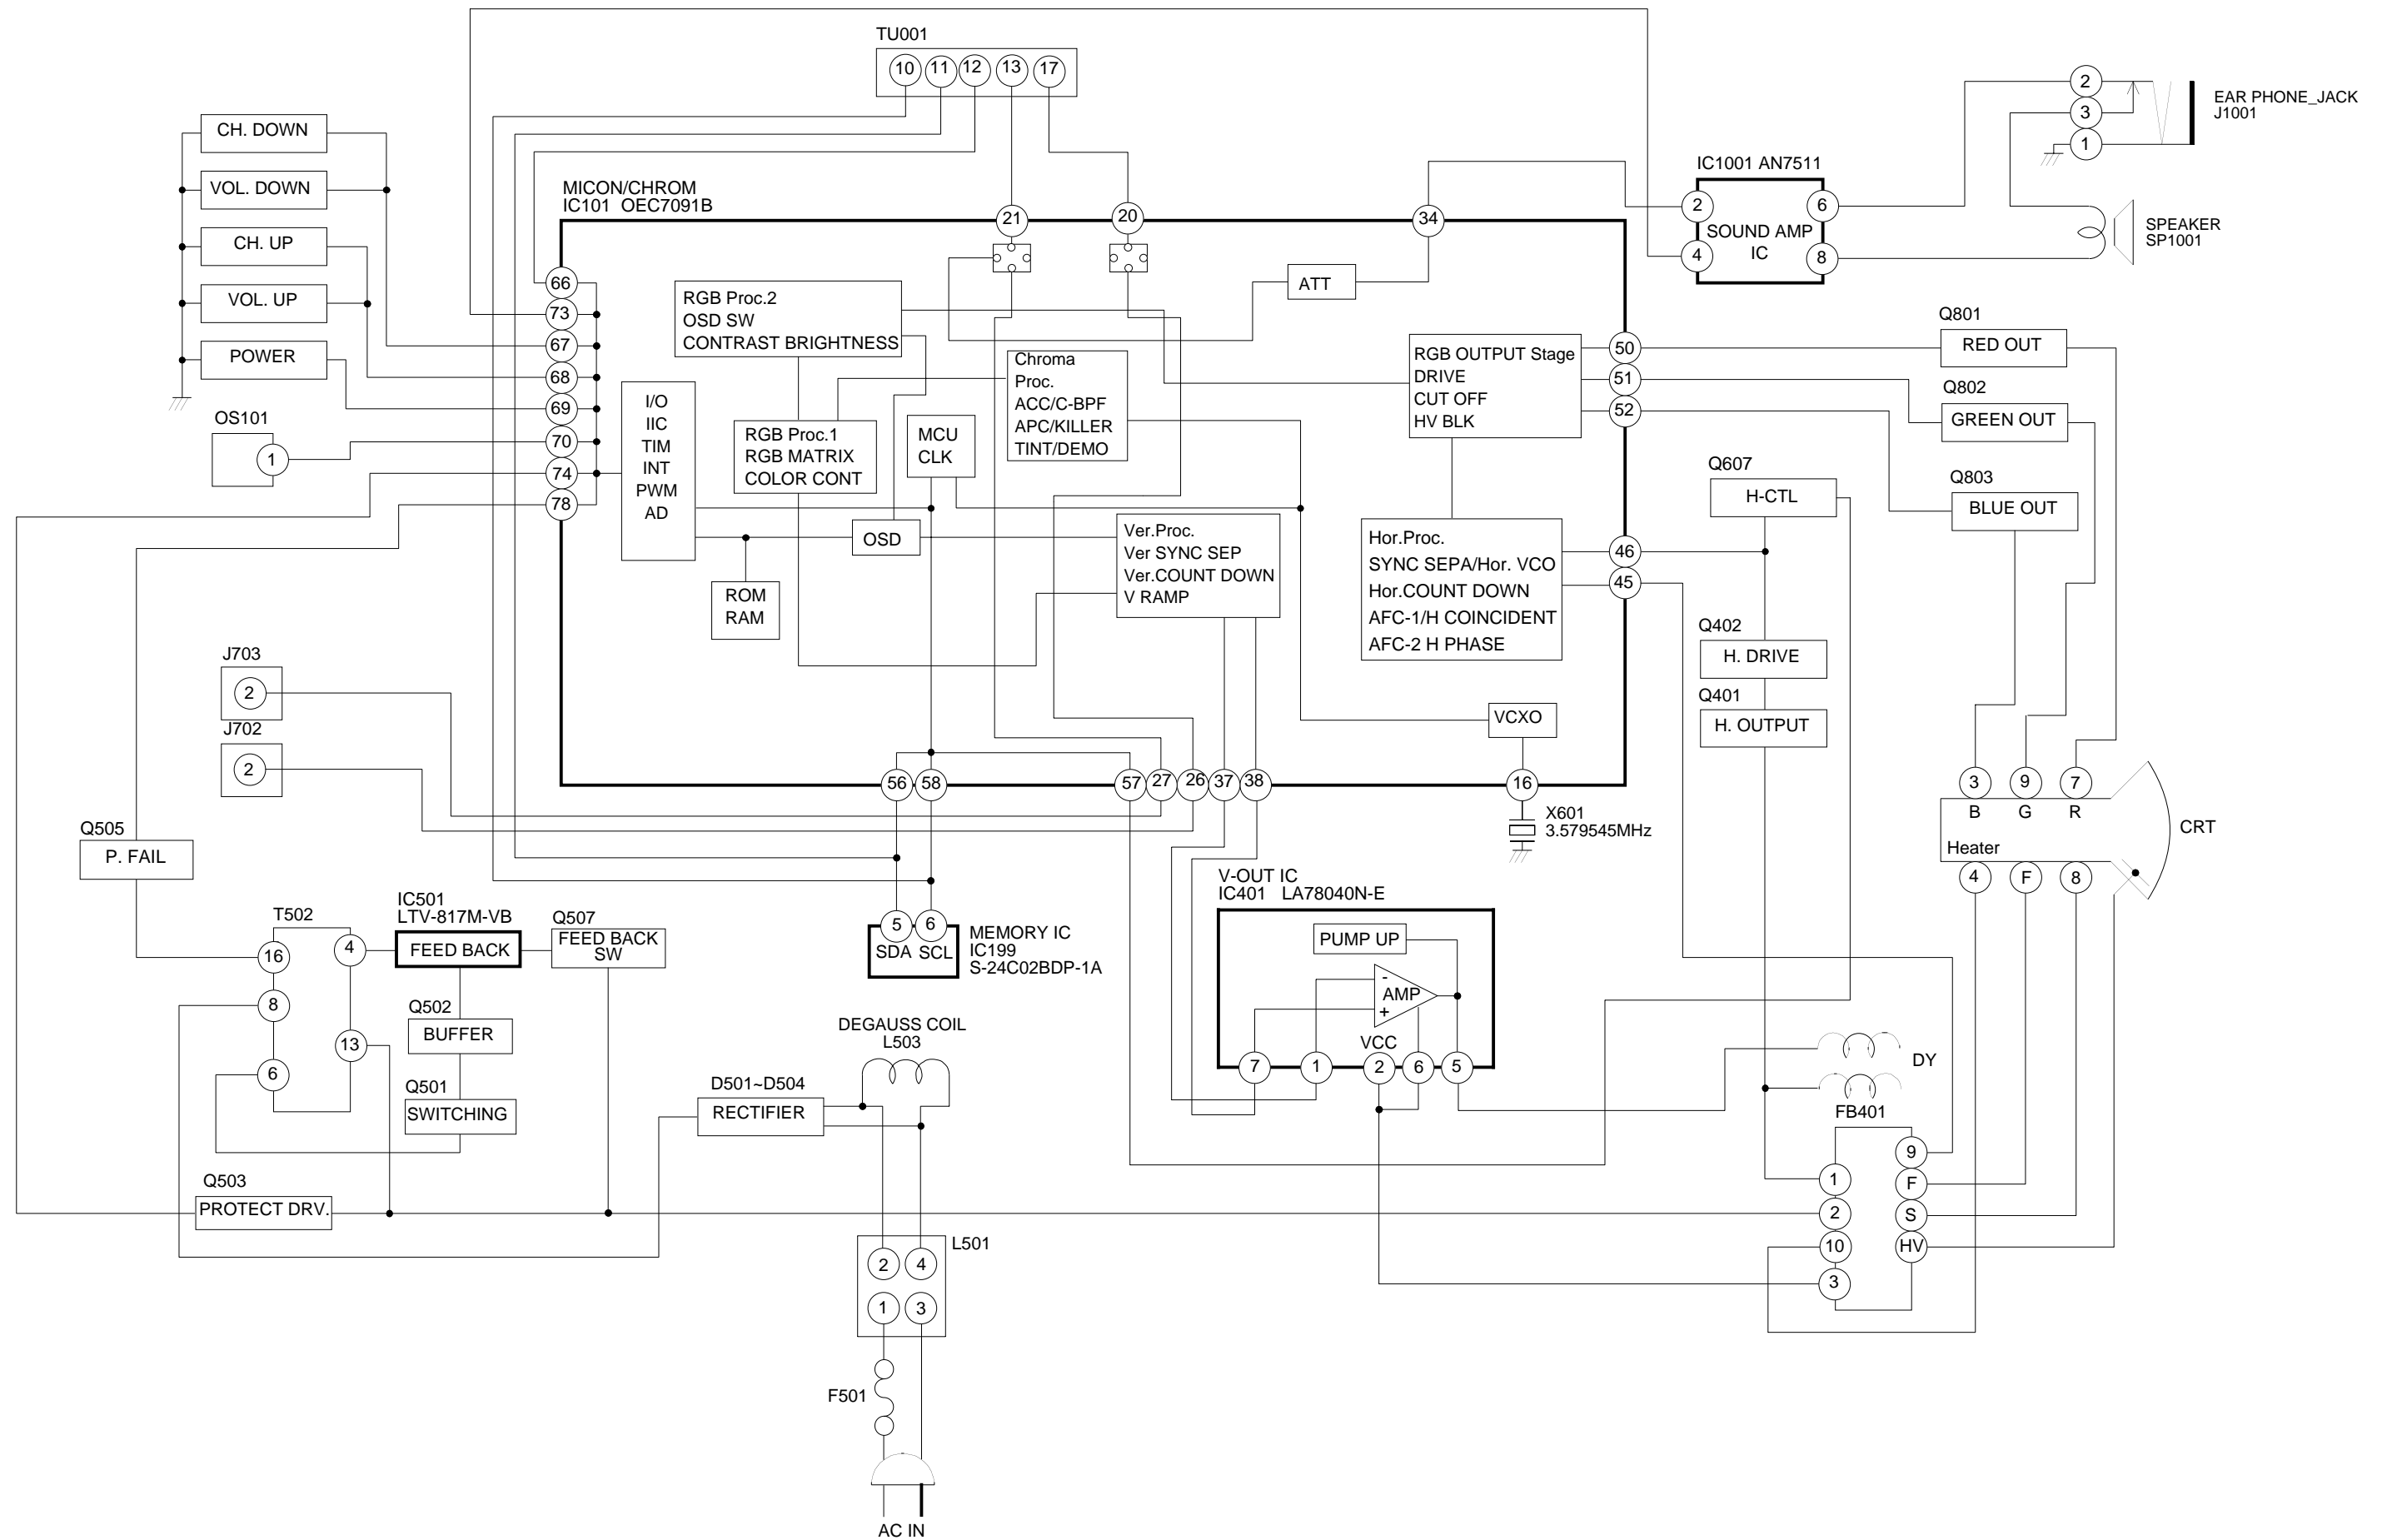 TU001
10 11 12 13 17
CH. DOWN
VOL. DOWN
CH. UP
VOL. UP
POWER
OS101
1
MICON/CHROM
IC101 OEC7091B
21 20 34
66
73
67
68
69
70
74
78
I/O
IIC
TIM
INT
PWM
AD
RGB Proc.2
OSD SW
CONTRAST BRIGHTNESS
RGB Proc.1
RGB MATRIX
COLOR CONT
MCU
CLK
Chroma
Proc.
ACC/C-BPF
APC/KILLER
TINT/DEMO
ATT
OSD
ROM
RAM
Ver.Proc.
Ver SYNC SEP
Ver.COUNT DOWN
V RAMP
RGB OUTPUT Stage
DRIVE
CUT OFF
HV BLK
Hor.Proc.
SYNC SEPA/Hor. VCO
Hor.COUNT DOWN
AFC-1/H COINCIDENT
AFC-2 H PHASE
VCXO
50
51
52
46
45
56 58 57 27 26 37 38 16
X601
3.579545MHz
IC1001 AN7511
2
4
6
8
SOUND AMP
IC
2
3
1
EAR PHONE_JACK
J1001
SPEAKER
SP1001
Q801
RED OUT
Q802
GREEN OUT
Q803
BLUE OUT
Q607
H-CTL
Q402
H. DRIVE
Q401
H. OUTPUT
3 9 7
B G R
CRT
Heater
4 F 8
J703
2
J702
2
Q505
P. FAIL
T502
16
8
6
4
13
IC501
LTV-817M-VB
FEED BACK
Q507
FEED BACK
SW
Q502
BUFFER
Q501
SWITCHING
Q503
PROTECT DRV.
5 6
SDA SCL
MEMORY IC
IC199
S-24C02BDP-1A
DEGAUSS COIL
L503
D501~D504
RECTIFIER
L501
2 4
1 3
F501
AC IN
V-OUT IC
IC401 LA78040N-E
PUMP UP
-
AMP
+
VCC
7 1 2 6 5
DY
FB401
1
2
10
3
9
F
S
HV